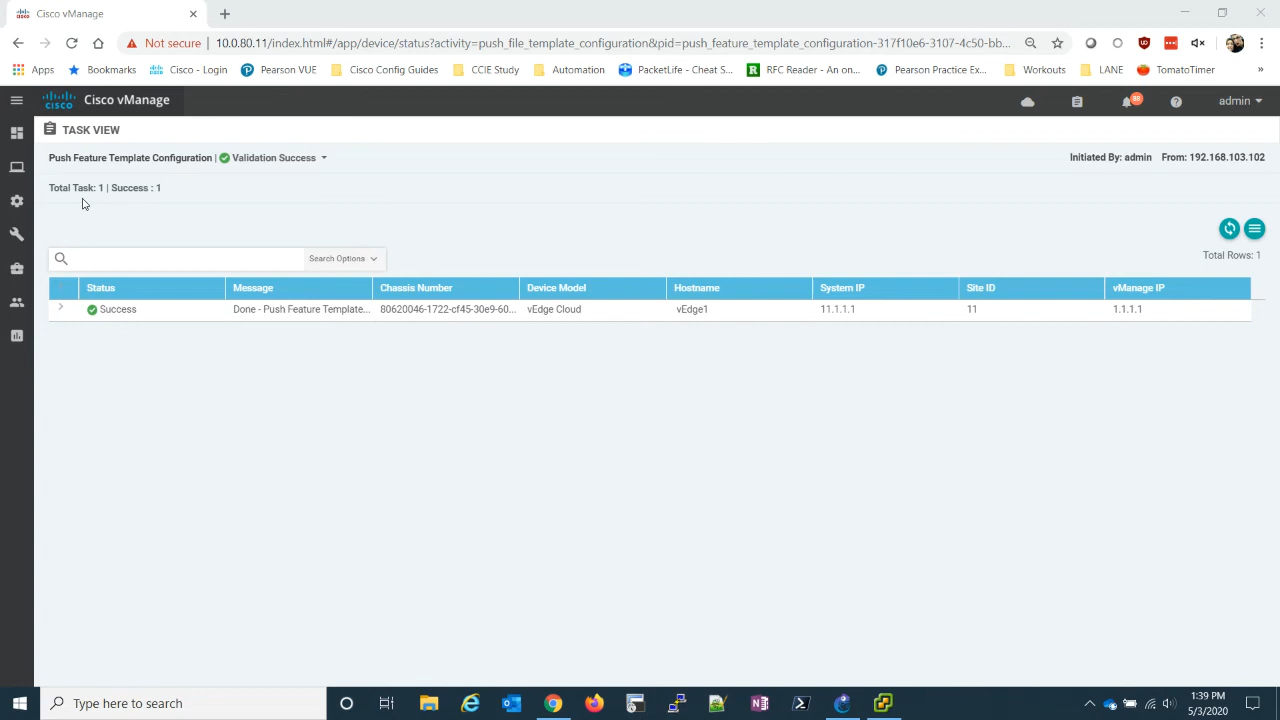 Cisco vManage
Not secure 10.0.80.11/index.html#/app/device/status?activity=push_file_template_configuration&pid=push_feature_template_configuration-317f10e6-3107-4c50-bb...
Apps Bookmarks Cisco - Login Pearson VUE Cisco Config Guides CCIE Study Automation PacketLife - Cheat S... RFC Reader - An on... Pearson Practice Ex... Workouts LANE TomatoTimer »
CISCO Cisco vManage 88 admin
TASK VIEW
Push Feature Template Configuration | Validation Success Initiated By: admin From: 192.168.103.102
Total Task: 1 | Success : 1
Search Options Total Rows: 1
Status Message Chassis Number Device Model Hostname System IP Site ID vManage IP
Success Done - Push Feature Template... 80620046-1722-cf45-30e9-60... vEdge Cloud vEdge1 11.1.1.1 11 1.1.1.1
Type here to search 1:39 PM
5/3/2020